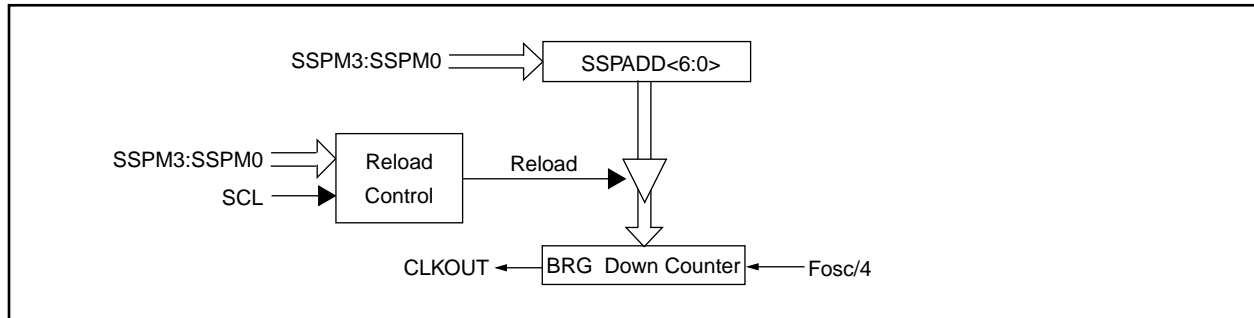 SSPM3:SSPM0
SSPADD<6:0>
SSPM3:SSPM0
SCL
Reload
Control
Reload
CLKOUT
BRG Down Counter
Fosc/4